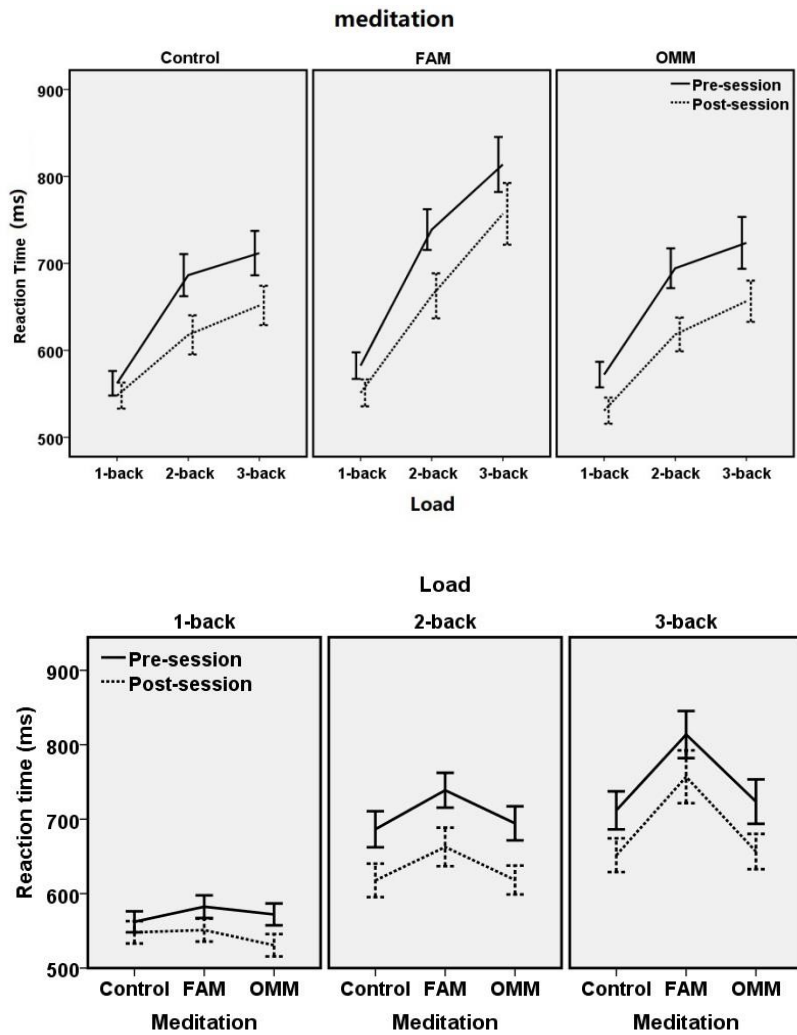 meditation
Control FAM OMM
Pre-session
Post-session
900
800
700
600
500
Reaction Time (ms)
1-back 2-back 3-back 1-back 2-back 3-back 1-back 2-back 3-back
Load
Load
1-back 2-back 3-back
Pre-session
Post-session
900
800
700
600
500
Reaction time (ms)
Control FAM OMM Control FAM OMM Control FAM OMM
Meditation Meditation Meditation